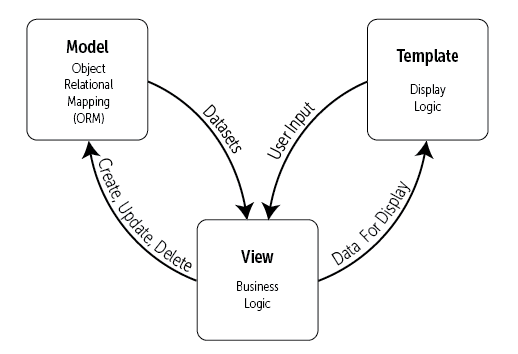 Model
Object
Relational
Mapping
(ORM)
Template
Display
Logic
Datasets
User Input
Create, Update, Delete
Data For Display
View
Business
Logic